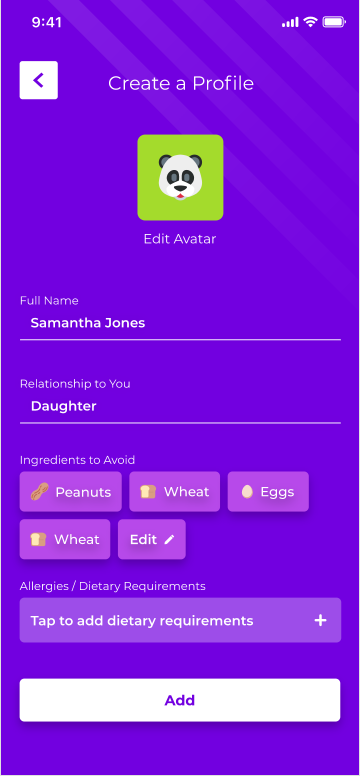 9:41
Create a Profile
Edit Avatar
Full Name
Samantha Jones
Relationship to You
Daughter
Ingredients to Avoid
Peanuts Wheat Eggs
Wheat Edit
Allergies / Dietary Requirements
Tap to add dietary requirements +
Add